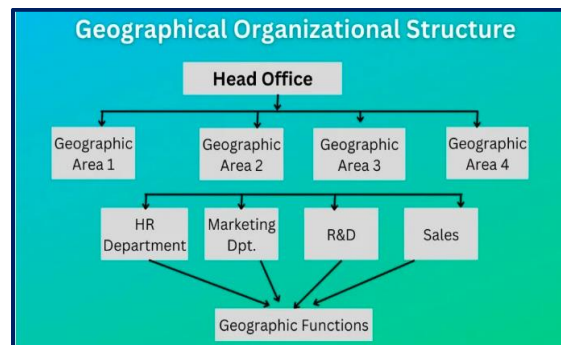 Geographical Organizational Structure
Head Office
Geographic
Area 1
Geographic
Area 2
Geographic
Area 3
Geographic
Area 4
HR
Department
Marketing
Dpt.
R&D
Sales
Geographic Functions